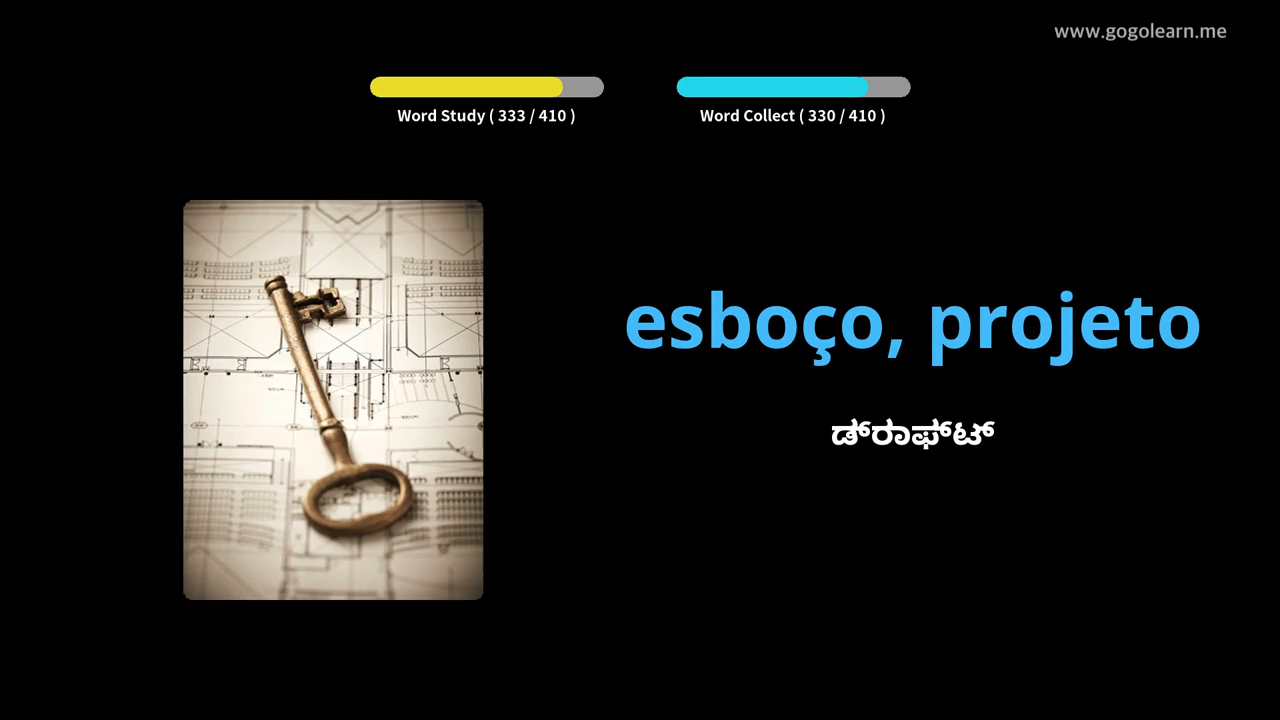 www.gogolearn.me
Word Study ( 333 / 410 )
Word Collect ( 330 / 410 )
esboço, projeto
ಡ್‌ರಾಫ್‌ಟ್